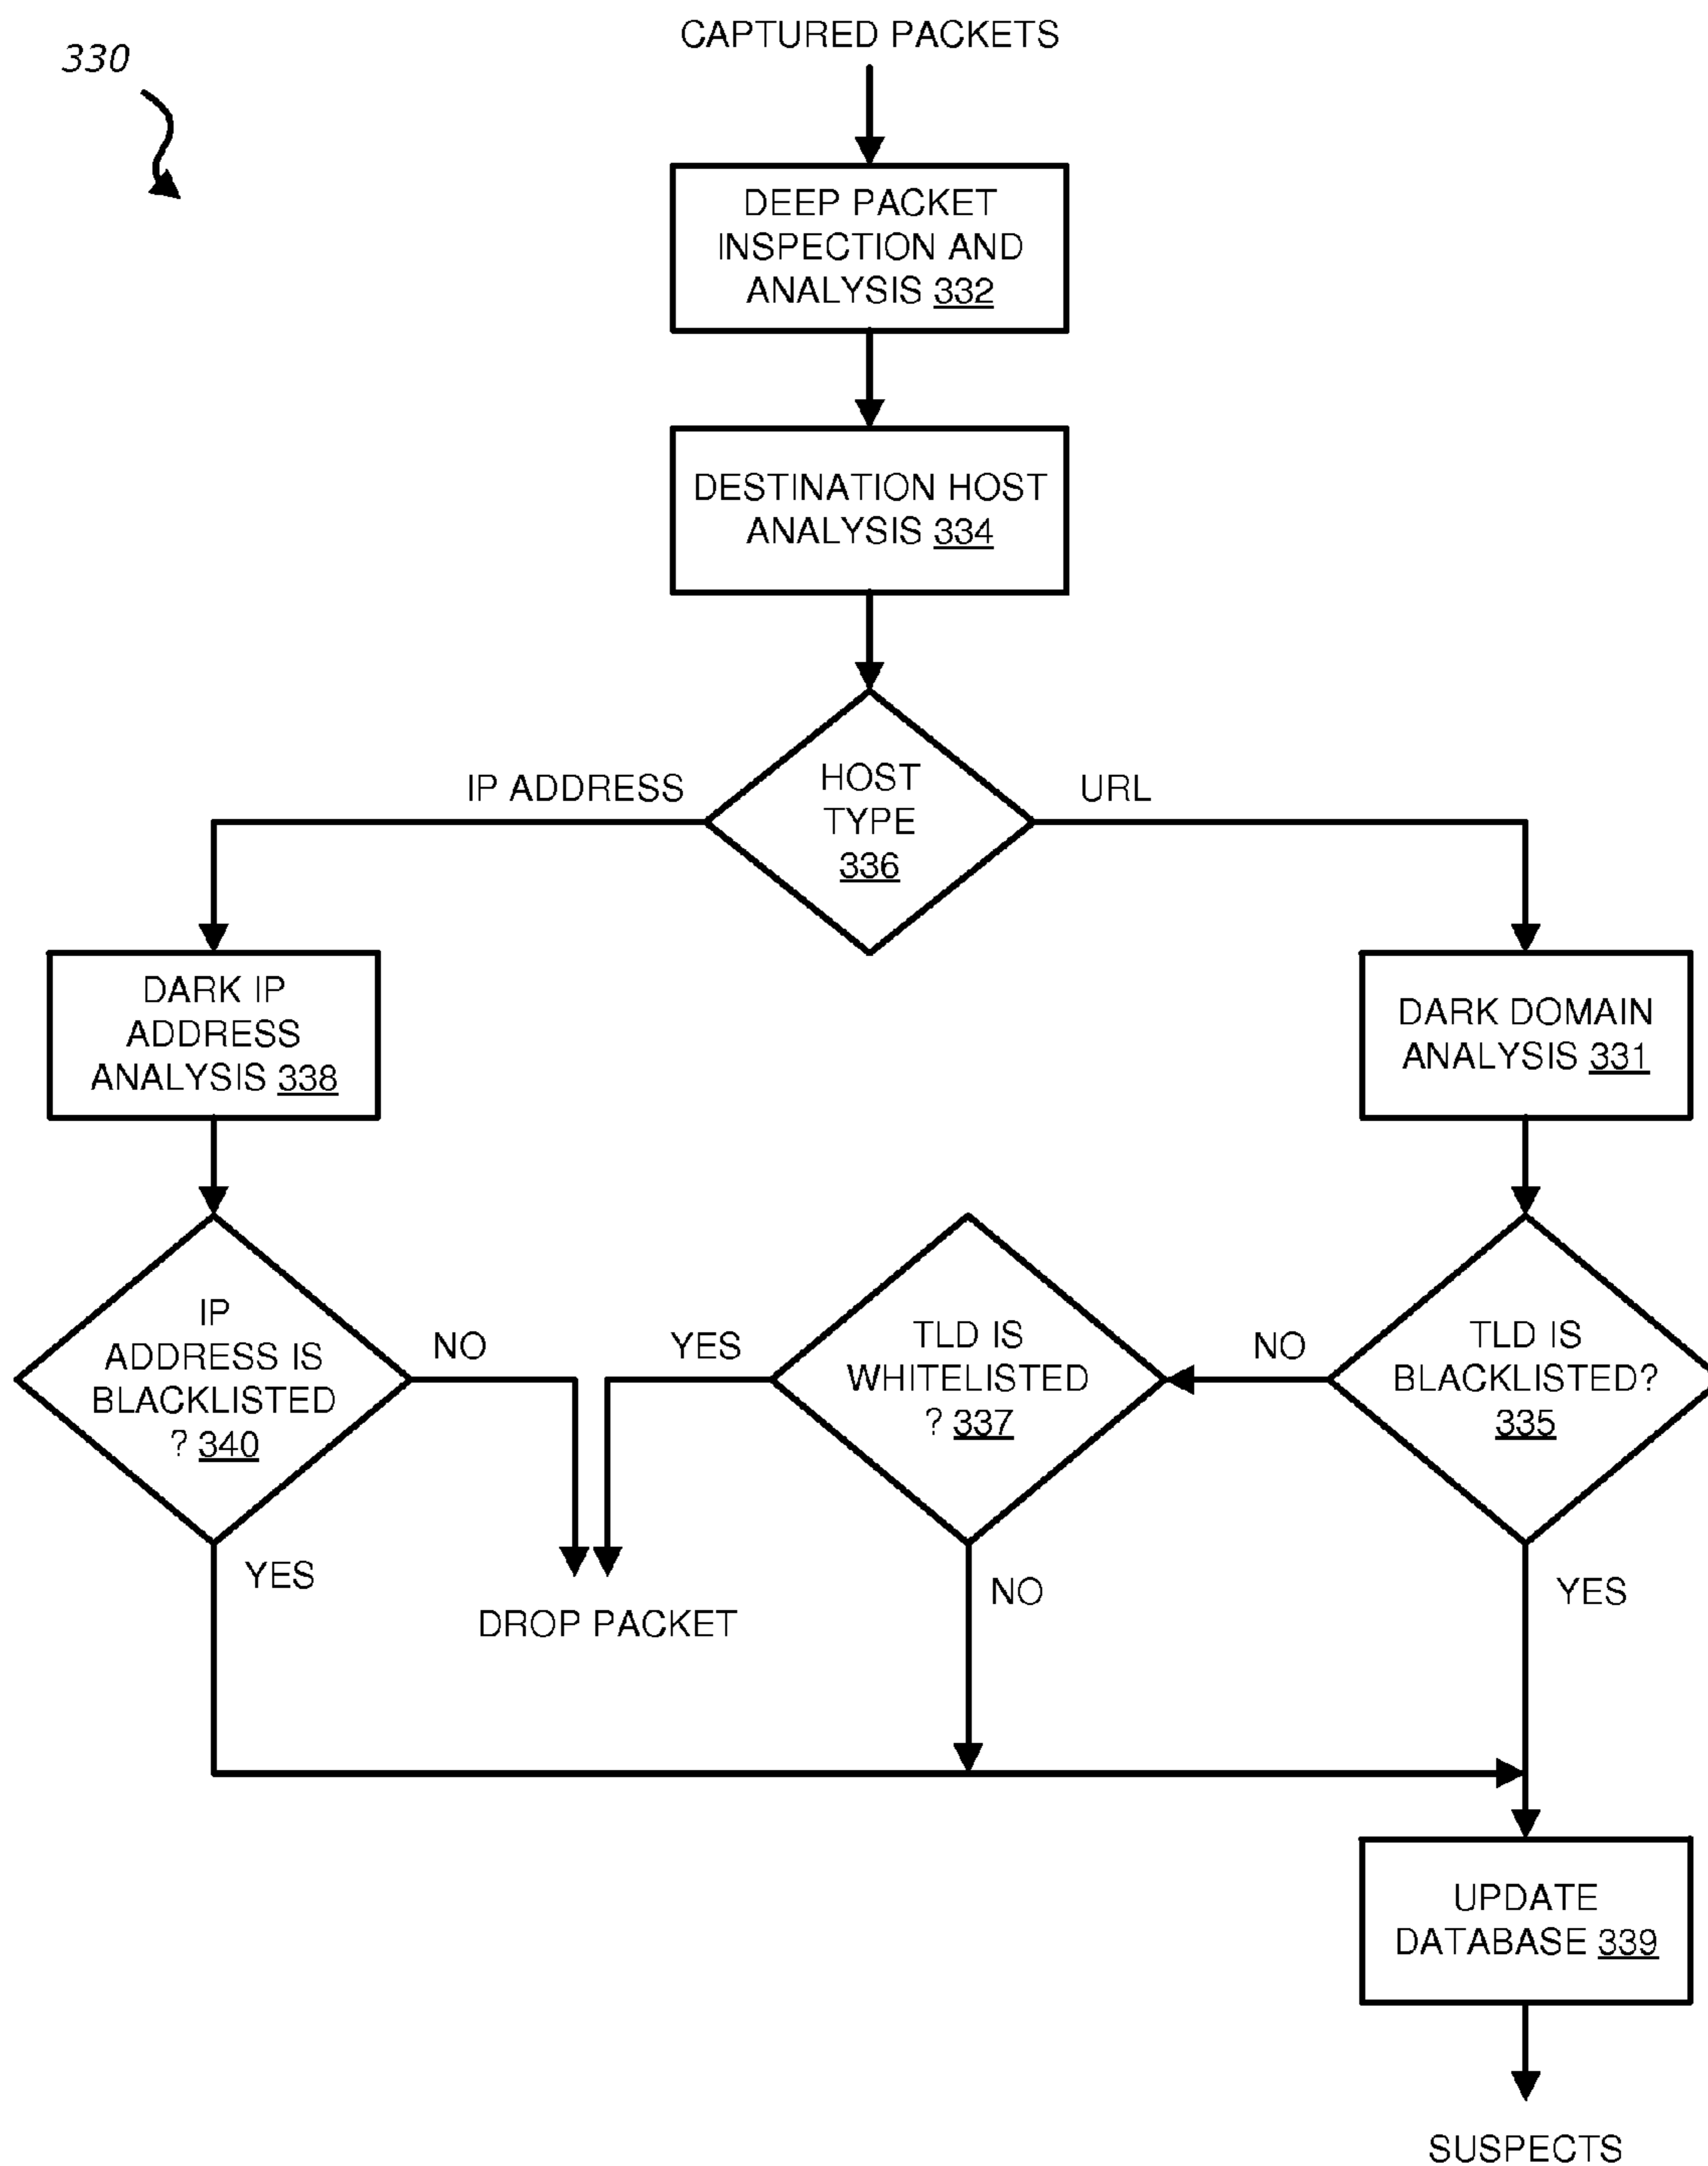 CAPTURED PACKETS
330
DEEP PACKET
INSPECTION AND
ANALYSIS 332
DESTINATION HOST
ANALYSIS 334
HOST
TYPE
336
IP ADDRESS
URL
DARK IP
ADDRESS
ANALYSIS 338
DARK DOMAIN
ANALYSIS 331
IP
ADDRESS IS
BLACKLISTED
? 340
NO
YES
TLD IS
WHITELISTED
? 337
NO
TLD IS
BLACKLISTED?
335
YES
DROP PACKET
NO
YES
UPDATE
DATABASE 339
SUSPECTS